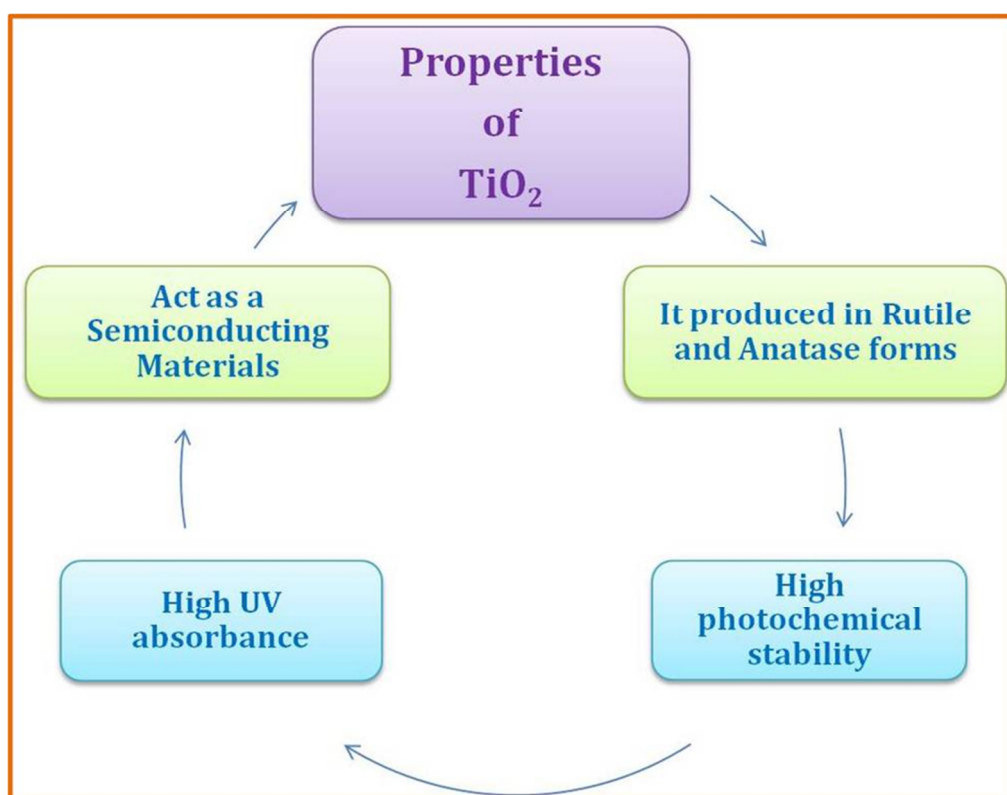 Properties
of
TiO₂
Act as a
Semiconducting
Materials
It produced in Rutile
and Anatase forms
High UV
absorbance
High
photochemical
stability